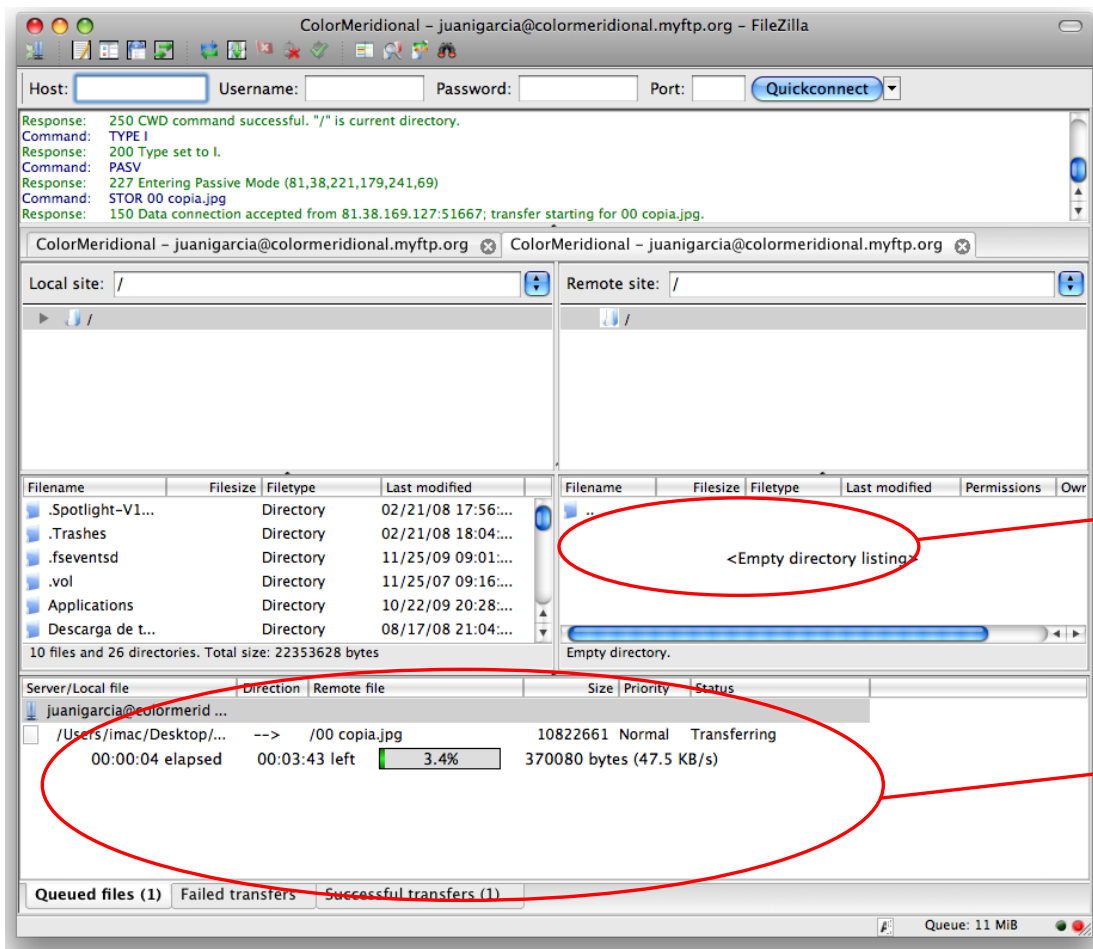 ColorMeridional – juanigarcia@colormeridional.myftp.org – FileZilla
Host: Username: Password: Port: Quickconnect
Response: 250 CWD command successful. "/" is current directory.
Command: TYPE I
Response: 200 Type set to I.
Command: PASV
Response: 227 Entering Passive Mode (81,38,221,179,241,69)
Command: STOR 00 copia.jpg
Response: 150 Data connection accepted from 81.38.169.127:51667; transfer starting for 00 copia.jpg.
ColorMeridional – juanigarcia@colormeridional.myftp.org ColorMeridional – juanigarcia@colormeridional.myftp.org
Local site: /
/
Remote site: /
/
Filename Filesize Filetype Last modified
.Spotlight-V1... Directory 02/21/08 17:56:...
.Trashes Directory 02/21/08 18:04:...
.fseventsd Directory 11/25/09 09:01:...
.vol Directory 11/25/07 09:16:...
Applications Directory 10/22/09 20:28:...
Descarga de t... Directory 08/17/08 21:04:...
10 files and 26 directories. Total size: 22353628 bytes
Filename Filesize Filetype Last modified Permissions Owr
..
<Empty directory listing>
Empty directory.
Server/Local file Direction Remote file Size Priority Status
juanigarcia@colormerid ...
/Users/imac/Desktop/... --> /00 copia.jpg 10822661 Normal Transferring
00:00:04 elapsed 00:03:43 left 3.4% 370080 bytes (47.5 KB/s)
Queued files (1) Failed transfers Successful transfers (1)
Queue: 11 MiB